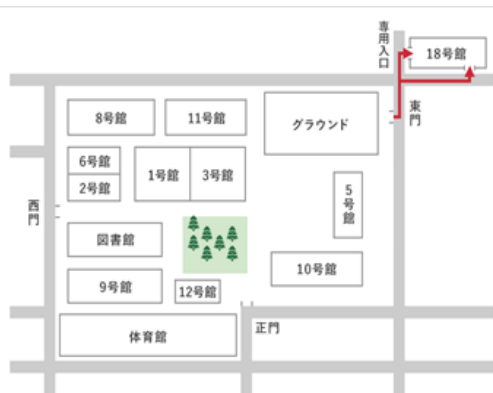 専用入口
18号館
8号館
11号館
グラウンド
東門
6号館
2号館
1号館
3号館
5号館
西門
図書館
10号館
9号館
12号館
正門
体育館